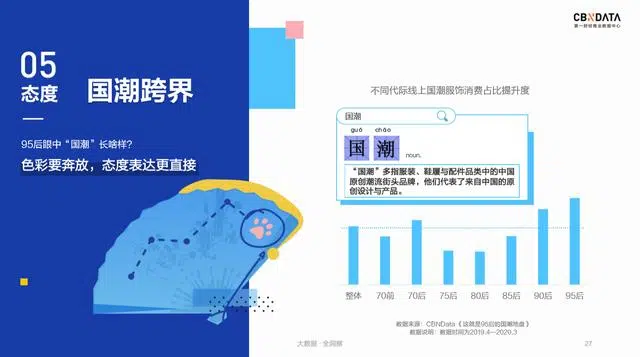 CBNDATA
第一财经商业数据中心
05
态度
国潮跨界
95后眼中“国潮”长啥样?
色彩要奔放，态度表达更直接
不同代际线上国潮服饰消费占比提升度
国潮
guó cháo
国 潮 noun.
“国潮”多指服装、鞋履与配件品类中的中国
原创潮流街头品牌，他们代表了来自中国的原
创设计与产品。
整体 70前 70后 75后 80后 85后 90后 95后
数据来源：CBNData《这就是95后的国潮地盘》
数据说明：数据时间为2019.4—2020.3
大数据·全洞察
27